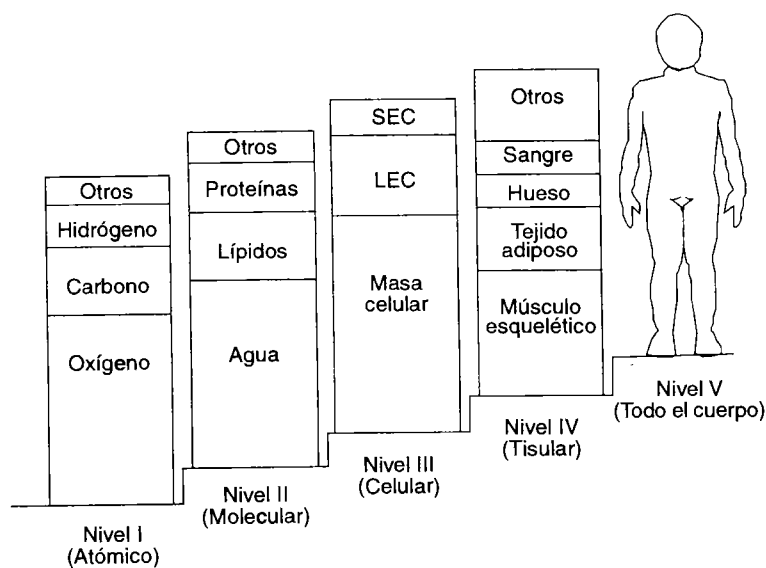 Otros
Hidrógeno
Carbono
Oxígeno
Nivel I
(Atómico)
Otros
Proteínas
Lípidos
Agua
Nivel II
(Molecular)
SEC
LEC
Masa
celular
Nivel III
(Celular)
Otros
Sangre
Hueso
Tejido
adiposo
Músculo
esquelético
Nivel IV
(Tisular)
Nivel V
(Todo el cuerpo)